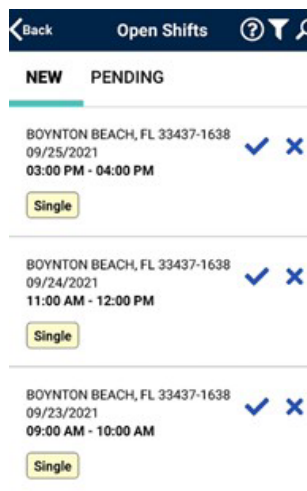 Back Open Shifts ?
NEW PENDING
BOYNTON BEACH, FL 33437-1638
09/25/2021
03:00 PM - 04:00 PM
Single
BOYNTON BEACH, FL 33437-1638
09/24/2021
11:00 AM - 12:00 PM
Single
BOYNTON BEACH, FL 33437-1638
09/23/2021
09:00 AM - 10:00 AM
Single